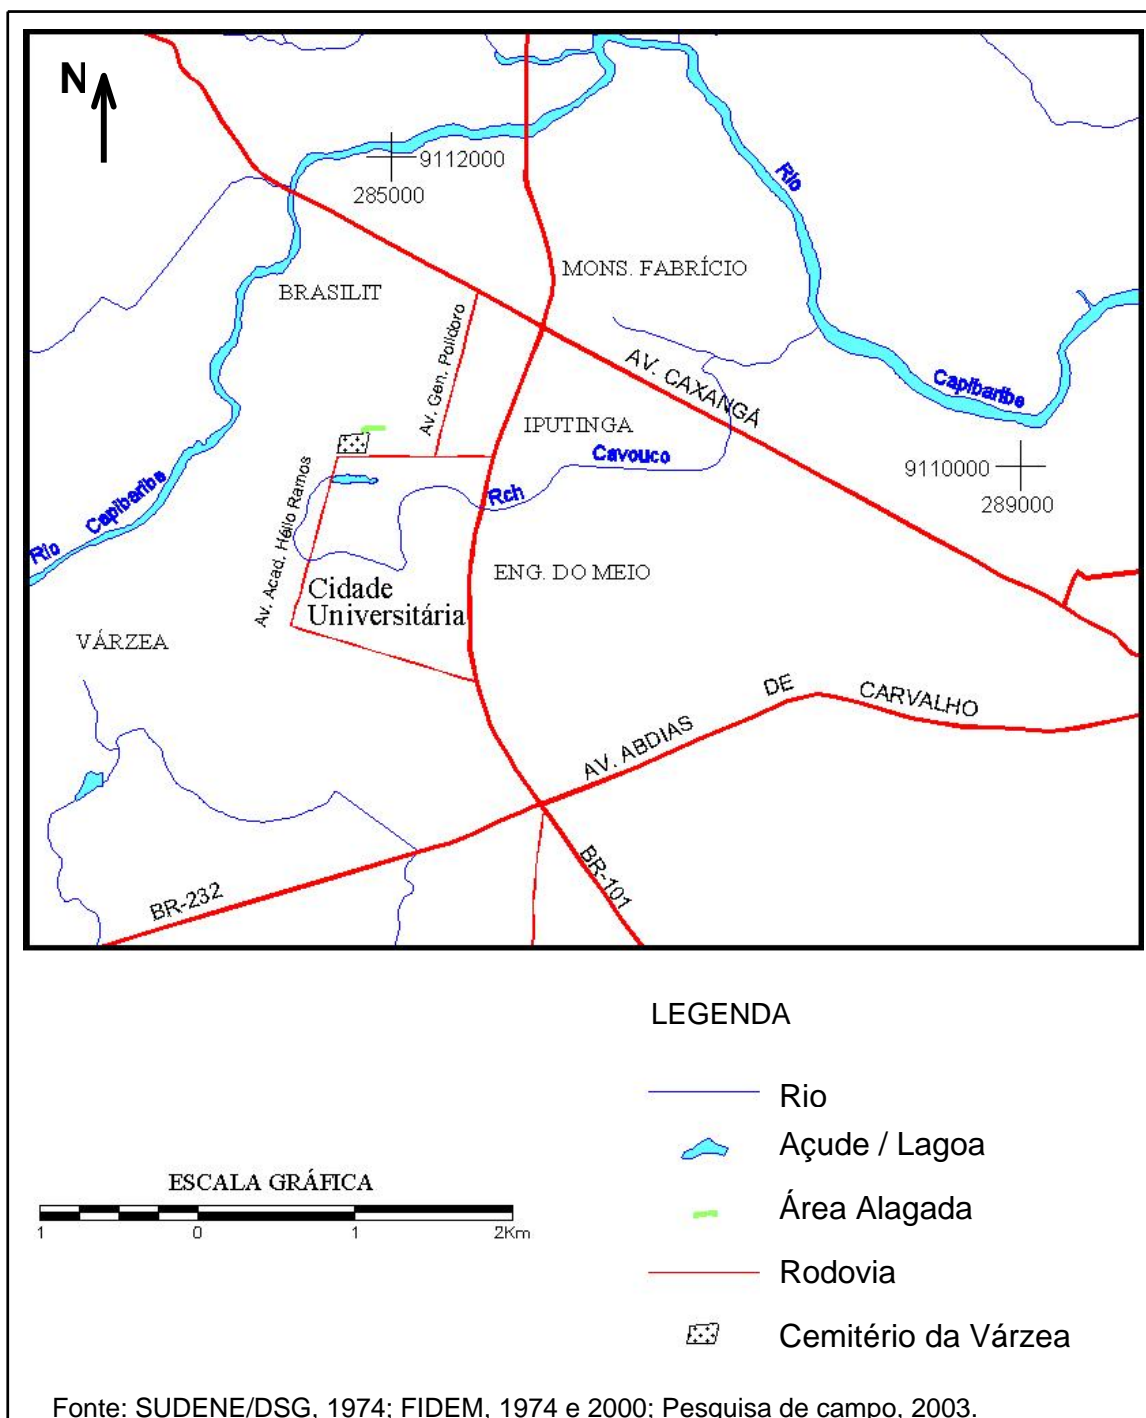 N
9112000
285000
Rio
MONS. FABRÍCIO
BRASILIT
Av. Gen. Polidoro
AV. CAXANGÁ
Capibaribe
IPUTINGA
Cavouco
9110000
289000
Rch
Capibaribe
Rio
Av. Acad. Hélio Ramos
ENG. DO MEIO
Cidade
Universitária
VÁRZEA
AV. ABDIAS
DE
CARVALHO
BR-232
BR-101
LEGENDA
Rio
Açude / Lagoa
ESCALA GRÁFICA
1 0 1 2Km
Área Alagada
Rodovia
Cemitério da Várzea
Fonte: SUDENE/DSG, 1974; FIDEM, 1974 e 2000; Pesquisa de campo, 2003.